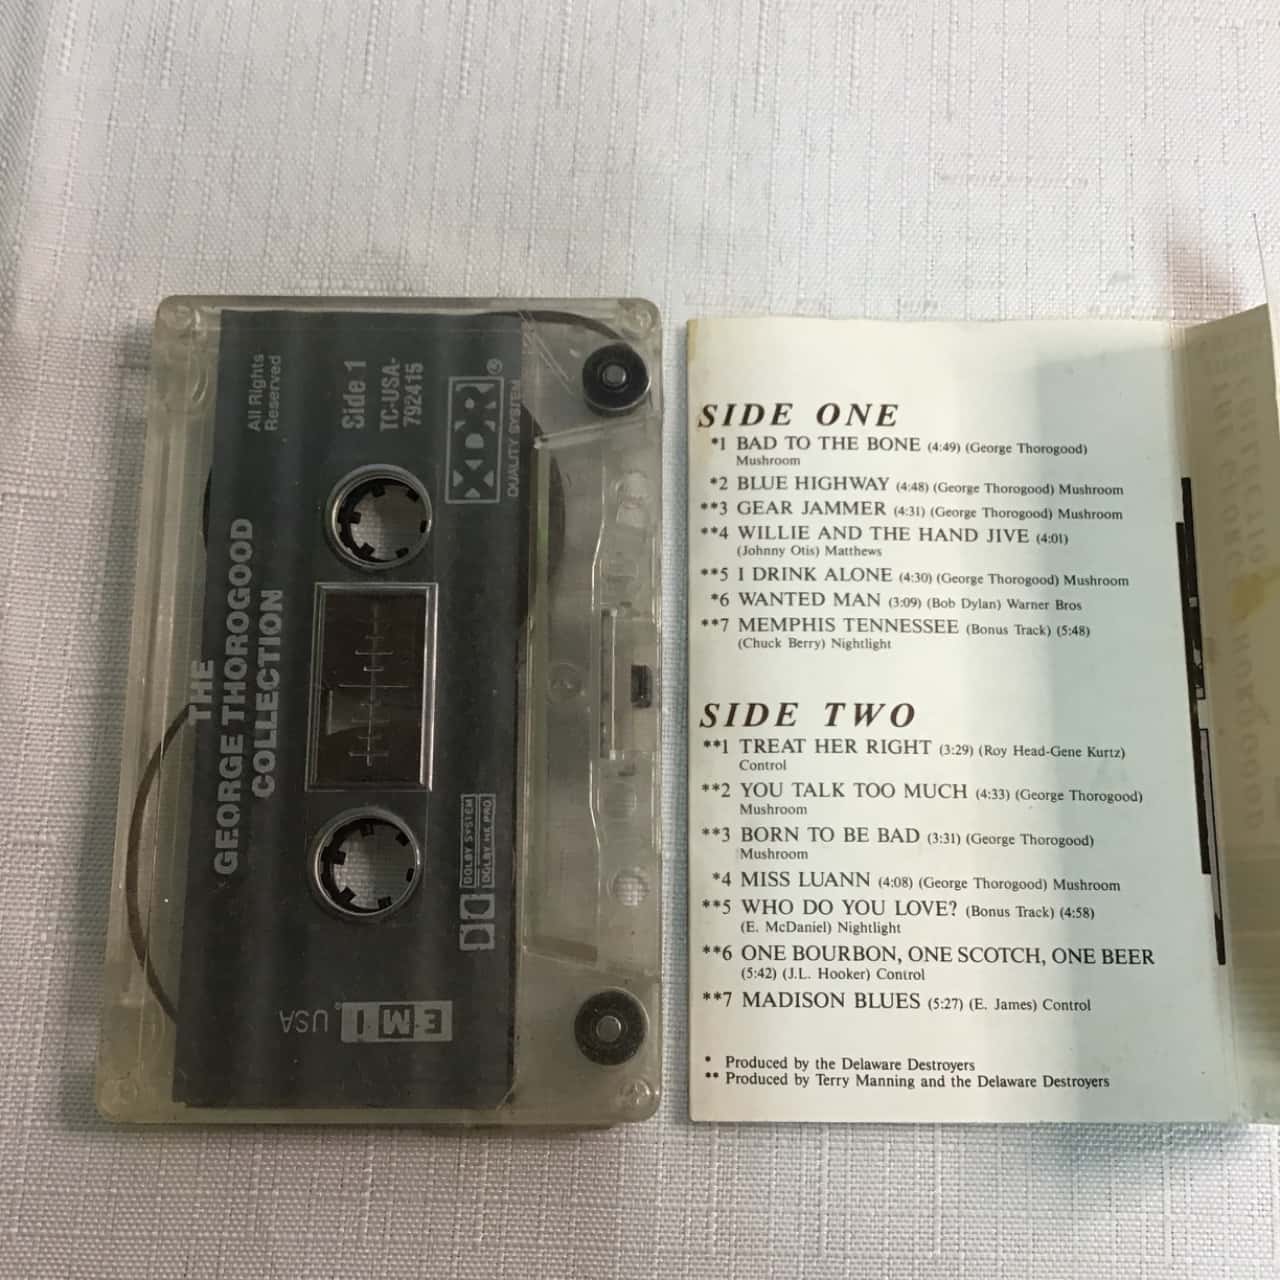 THE
GEORGE THOROGOOD
COLLECTION
All Rights
Reserved
Side 1
TC-USA-
792415
XDR®
QUALITY SYSTEM
DOLBY SYSTEM
DOLBY HX PRO
EMI USA
SIDE ONE
*1 BAD TO THE BONE (4:49) (George Thorogood)
Mushroom
*2 BLUE HIGHWAY (4:48) (George Thorogood) Mushroom
**3 GEAR JAMMER (4:31) (George Thorogood) Mushroom
**4 WILLIE AND THE HAND JIVE (4:01)
(Johnny Otis) Matthews
**5 I DRINK ALONE (4:30) (George Thorogood) Mushroom
*6 WANTED MAN (3:09) (Bob Dylan) Warner Bros
**7 MEMPHIS TENNESSEE (Bonus Track) (5:48)
(Chuck Berry) Nightlight
SIDE TWO
**1 TREAT HER RIGHT (3:29) (Roy Head-Gene Kurtz)
Control
**2 YOU TALK TOO MUCH (4:33) (George Thorogood)
Mushroom
**3 BORN TO BE BAD (3:31) (George Thorogood)
Mushroom
*4 MISS LUANN (4:08) (George Thorogood) Mushroom
**5 WHO DO YOU LOVE? (Bonus Track) (4:58)
(E. McDaniel) Nightlight
**6 ONE BOURBON, ONE SCOTCH, ONE BEER
(5:42) (J.L. Hooker) Control
**7 MADISON BLUES (5:27) (E. James) Control
* Produced by the Delaware Destroyers
** Produced by Terry Manning and the Delaware Destroyers